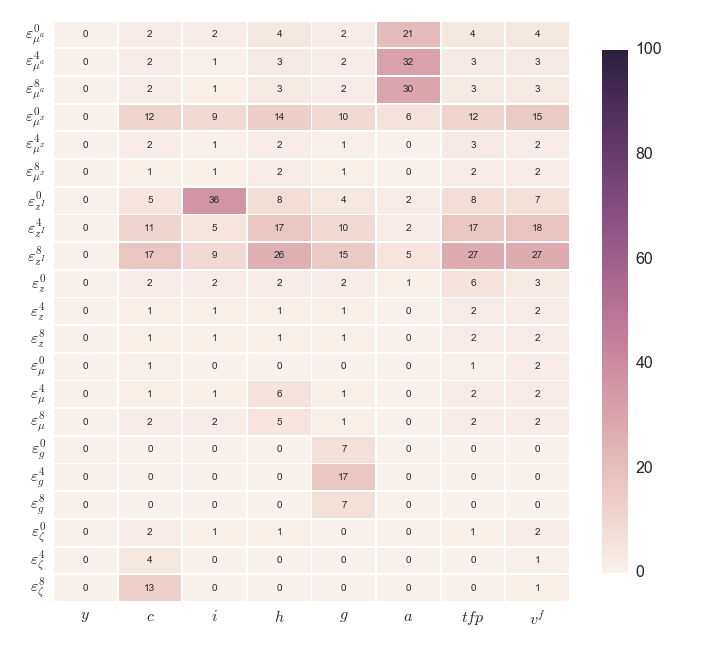 ε^0_{μ^a} 0 2 2 4 2 21 4 4
ε^4_{μ^a} 0 2 1 3 2 32 3 3
ε^8_{μ^a} 0 2 1 3 2 30 3 3
ε^0_{μ^x} 0 12 9 14 10 6 12 15
ε^4_{μ^x} 0 2 1 2 1 0 3 2
ε^8_{μ^x} 0 1 1 2 1 0 2 2
ε^0_{z^I} 0 5 36 8 4 2 8 7
ε^4_{z^I} 0 11 5 17 10 2 17 18
ε^8_{z^I} 0 17 9 26 15 5 27 27
ε^0_z 0 2 2 2 2 1 6 3
ε^4_z 0 1 1 1 1 0 2 2
ε^8_z 0 1 1 1 1 0 2 2
ε^0_μ 0 1 0 0 0 0 1 2
ε^4_μ 0 1 1 6 1 0 2 2
ε^8_μ 0 2 2 5 1 0 2 2
ε^0_g 0 0 0 0 7 0 0 0
ε^4_g 0 0 0 0 17 0 0 0
ε^8_g 0 0 0 0 7 0 0 0
ε^0_ζ 0 2 1 1 0 0 1 2
ε^4_ζ 0 4 0 0 0 0 0 1
ε^8_ζ 0 13 0 0 0 0 0 1
y c i h g a tfp v^f
100
80
60
40
20
0